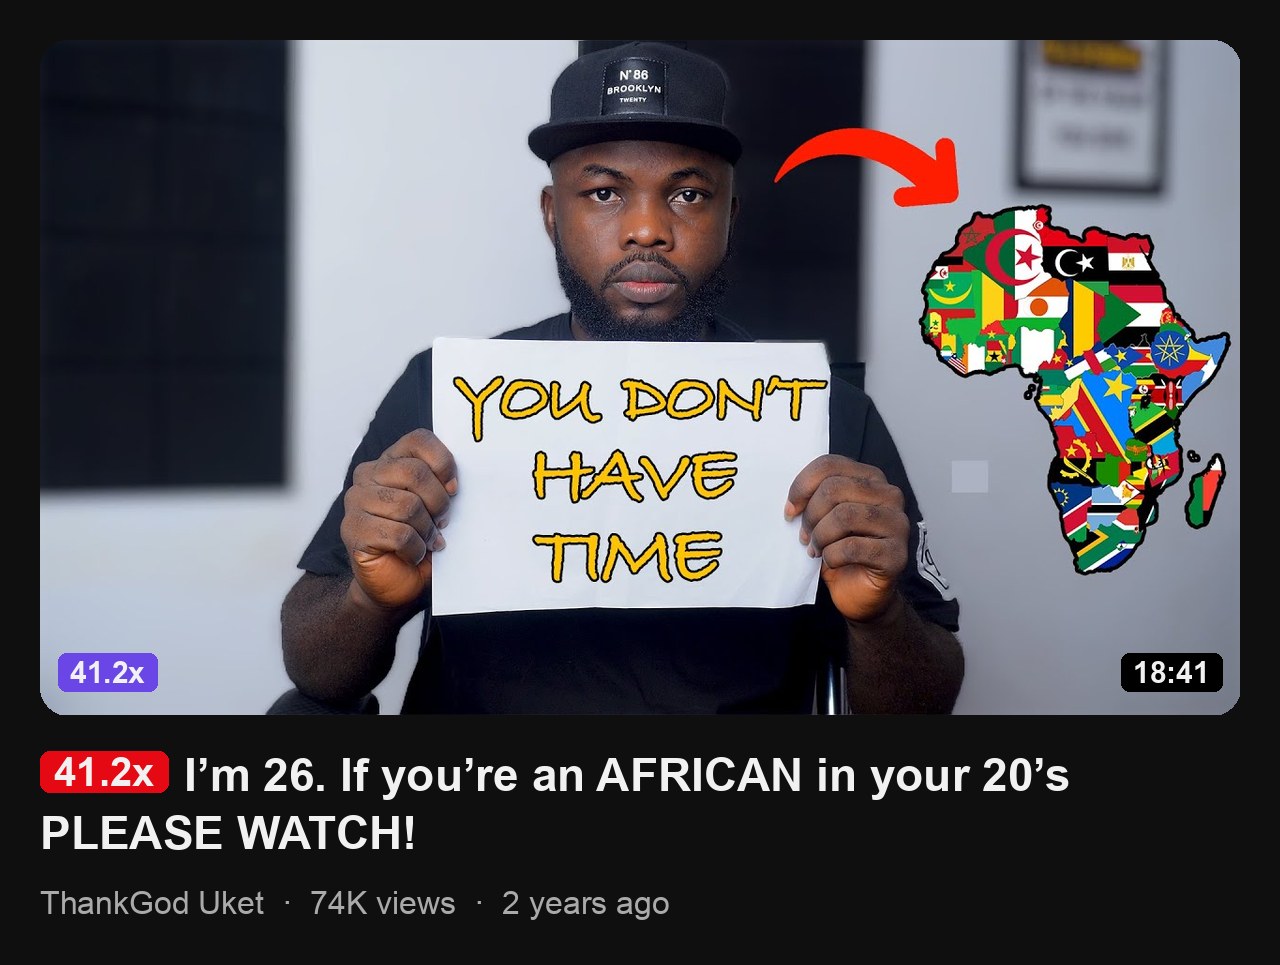 N°86
BROOKLYN
TWENTY
YOU DON'T
HAVE
TIME
41.2x
18:41
41.2x I’m 26. If you’re an AFRICAN in your 20’s
PLEASE WATCH!
ThankGod Uket · 74K views · 2 years ago